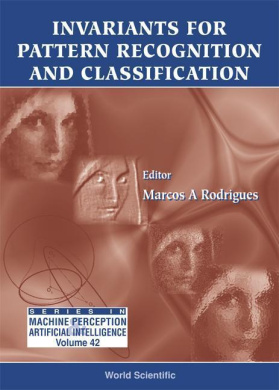 INVARIANTS FOR
PATTERN RECOGNITION
AND CLASSIFICATION
Editor
Marcos A Rodrigues
SERIES IN
MACHINE PERCEPTION
ARTIFICIAL INTELLIGENCE
Volume 42
World Scientific